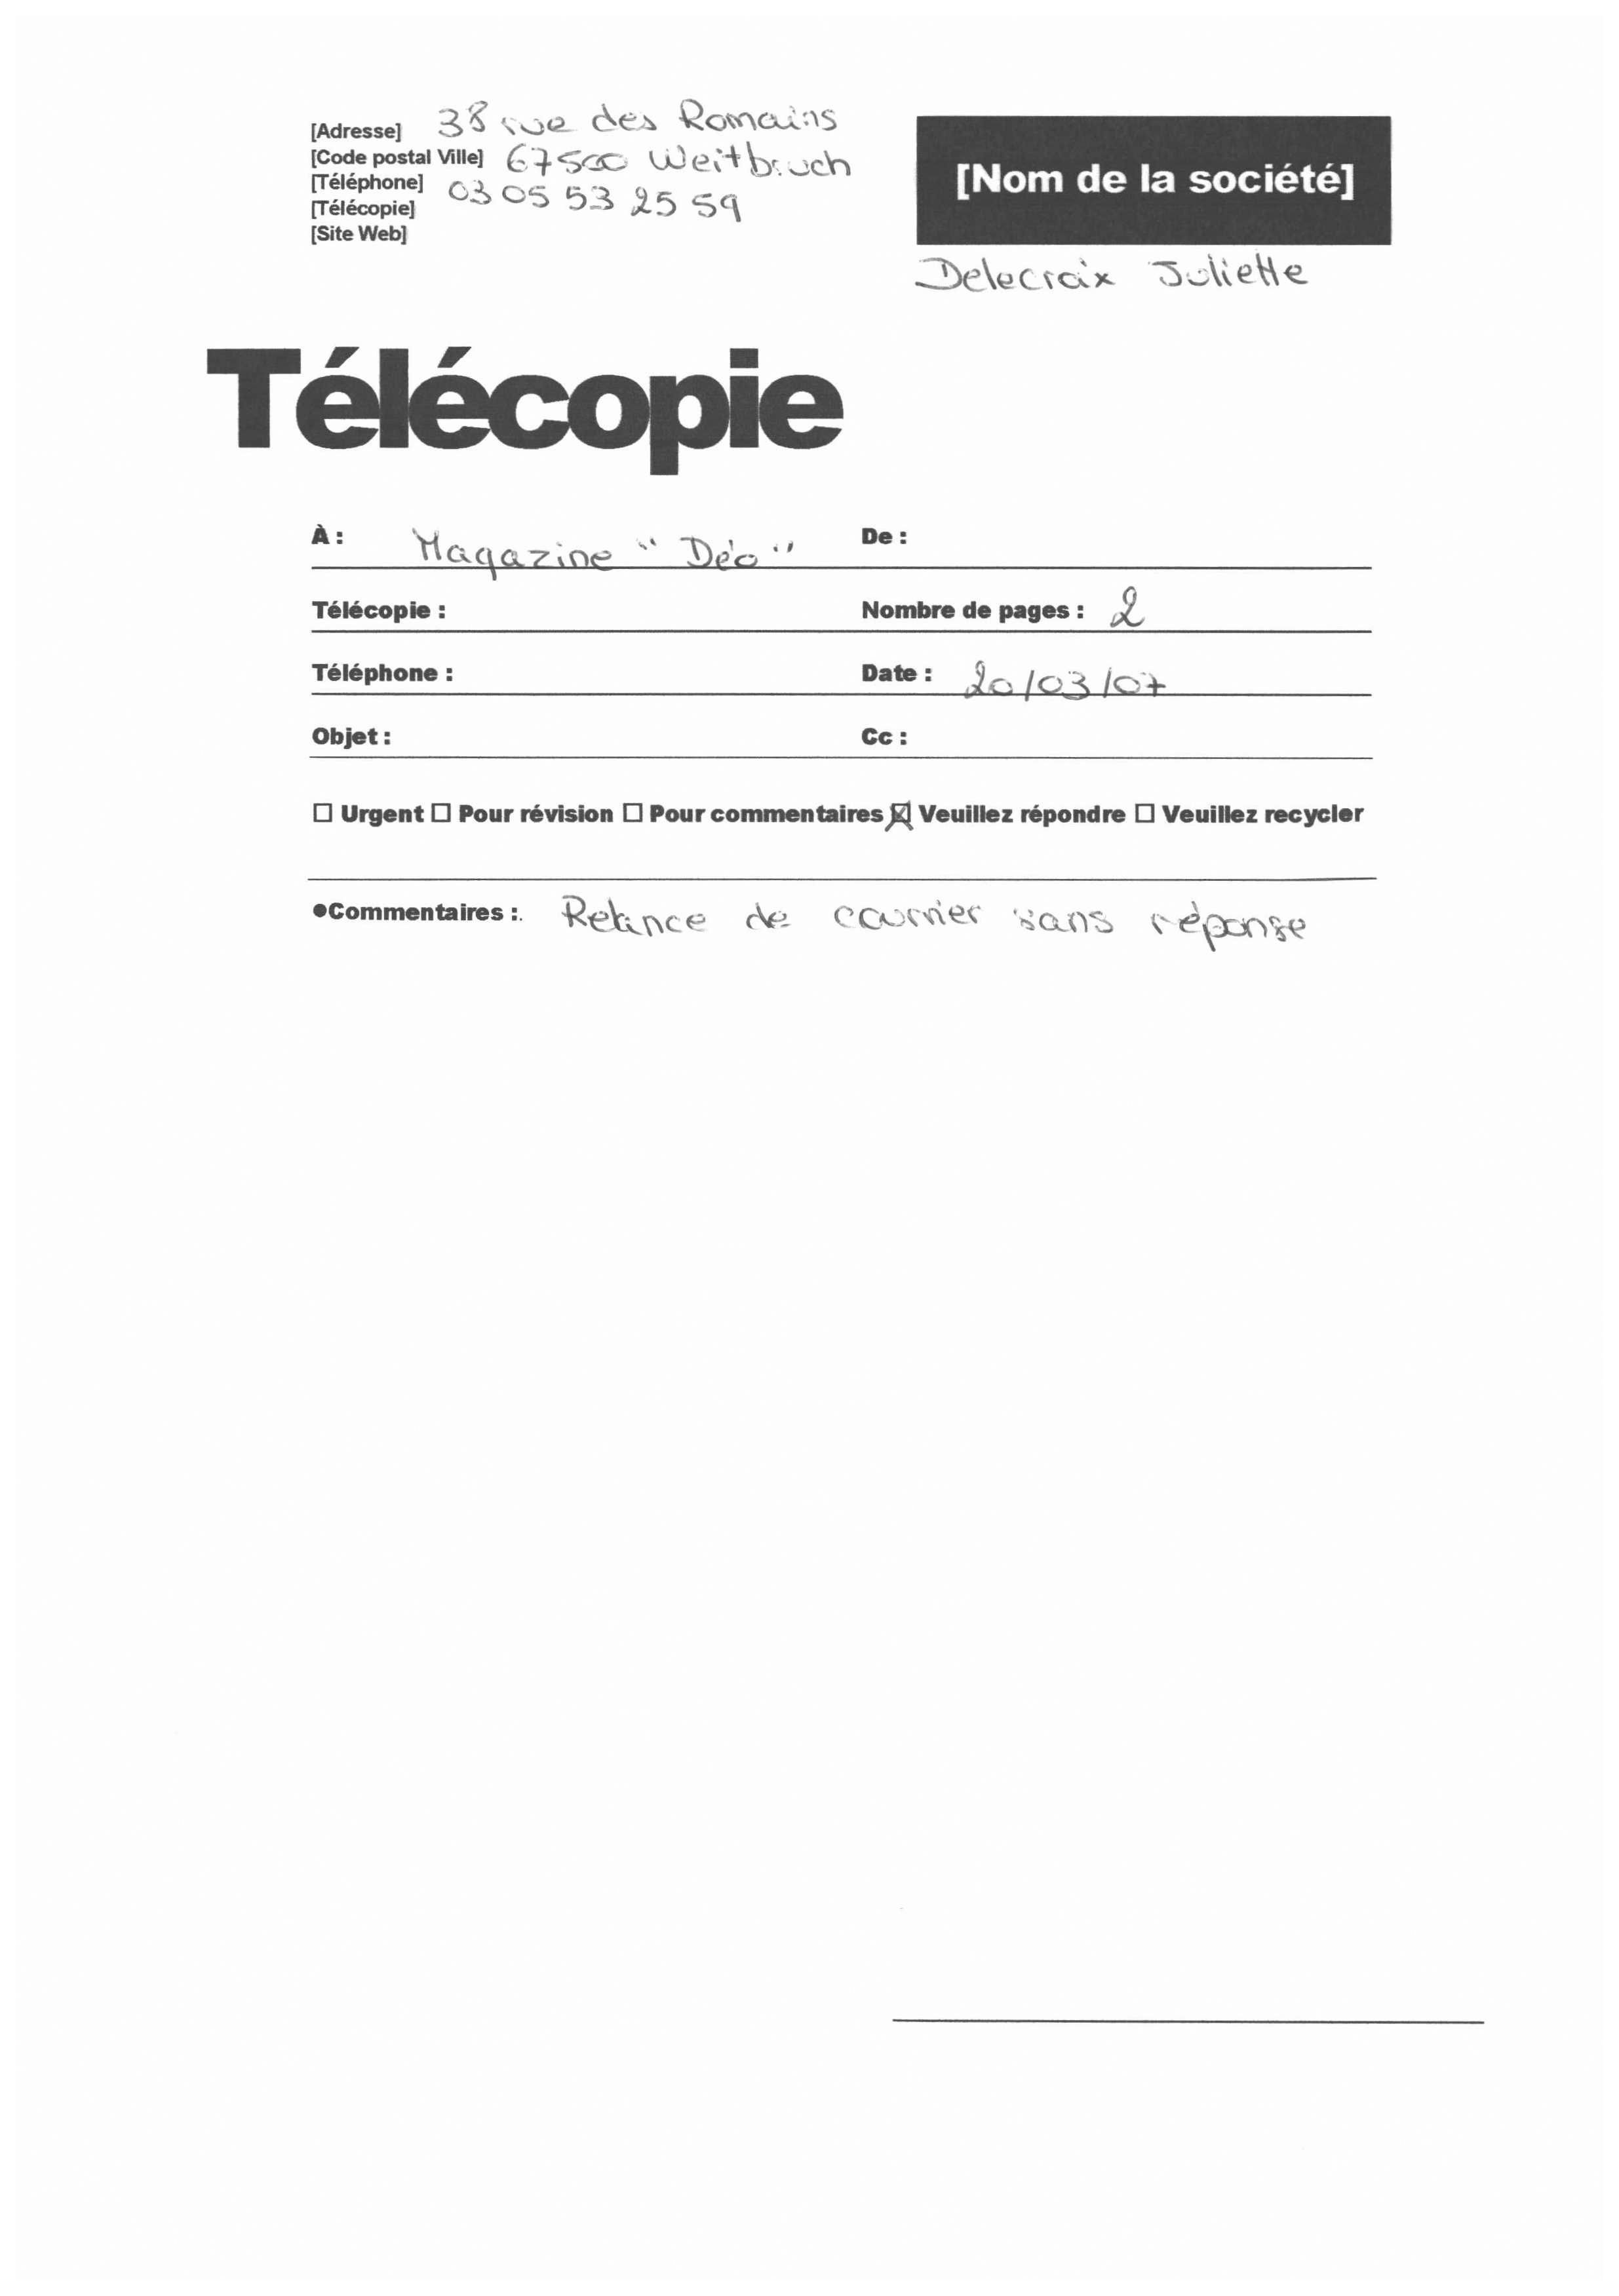 [Adresse] 38 rue des Romains
[Code postal Ville] 67500 Weitbruch
[Téléphone] 03 05 53 25 59
[Télécopie]
[Site Web]
[Nom de la société]
Delecroix Juliette
Télécopie
À : Magazine " Déco " De :
Télécopie : Nombre de pages : 2
Téléphone : Date : 20/03/07
Objet : Cc :
☐ Urgent ☐ Pour révision ☐ Pour commentaires ☒ Veuillez répondre ☐ Veuillez recycler
●Commentaires :. Relance de courrier sans réponse